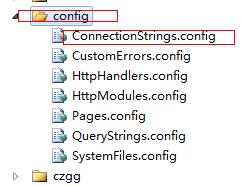 config
ConnectionStrings.config
CustomErrors.config
HttpHandlers.config
HttpModules.config
Pages.config
QueryStrings.config
SystemFiles.config
czgg